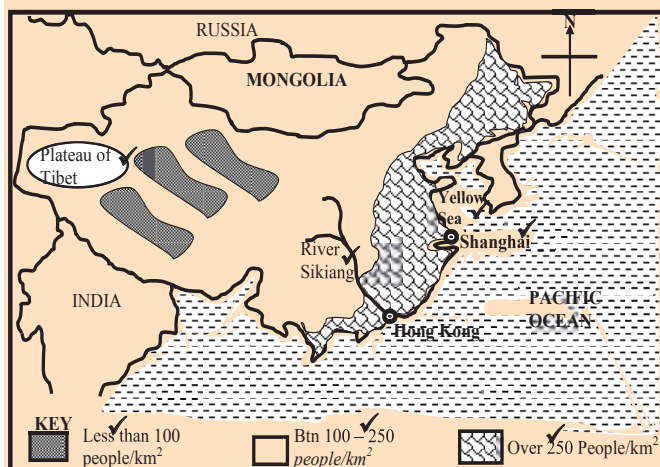 RUSSIA
N
MONGOLIA
Plateau of
Tibet
Yellow
Sea
Shanghai
River
Sikiang
INDIA
PACIFIC
OCEAN
Hong Kong
KEY
Less than 100
people/km²
Btn 100 – 250
people/km²
Over 250 People/km²